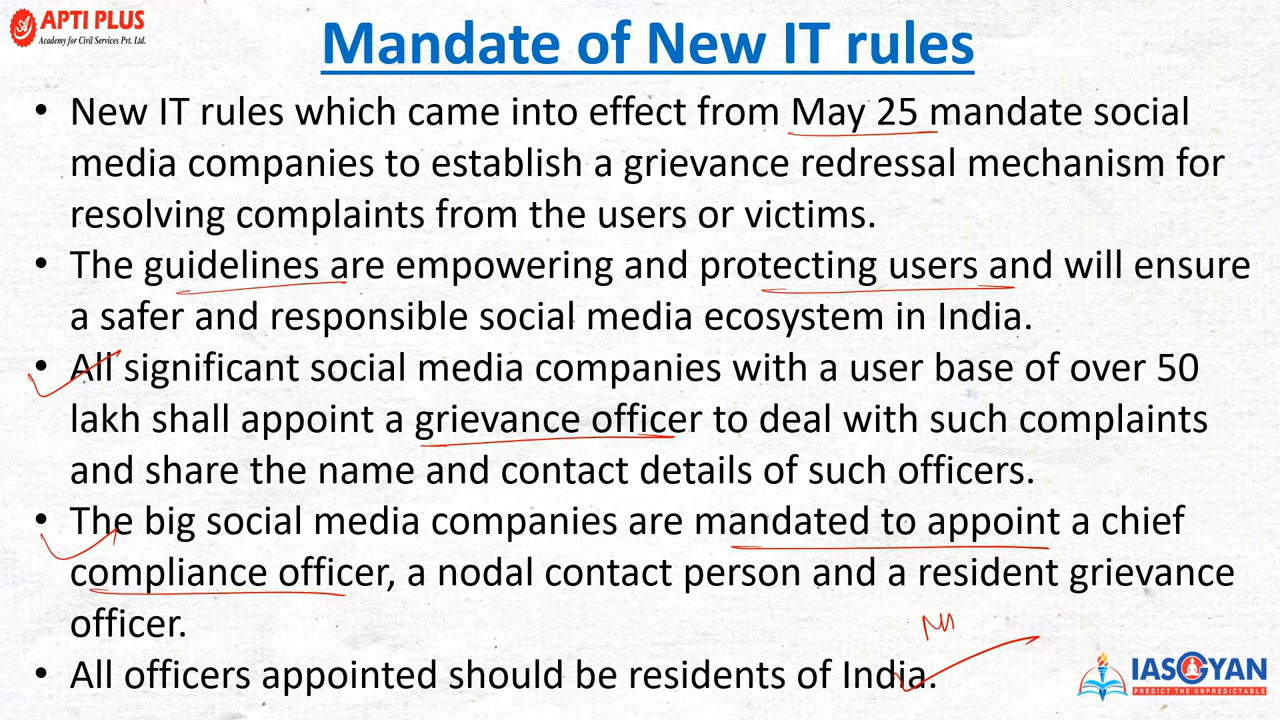 APTI PLUS
Academy for Civil Services Pvt. Ltd.
Mandate of New IT rules
• New IT rules which came into effect from May 25 mandate social
media companies to establish a grievance redressal mechanism for
resolving complaints from the users or victims.
• The guidelines are empowering and protecting users and will ensure
a safer and responsible social media ecosystem in India.
• All significant social media companies with a user base of over 50
lakh shall appoint a grievance officer to deal with such complaints
and share the name and contact details of such officers.
• The big social media companies are mandated to appoint a chief
compliance officer, a nodal contact person and a resident grievance
officer.
• All officers appointed should be residents of India.
IASGYAN
PREDICT THE UNPREDICTABLE